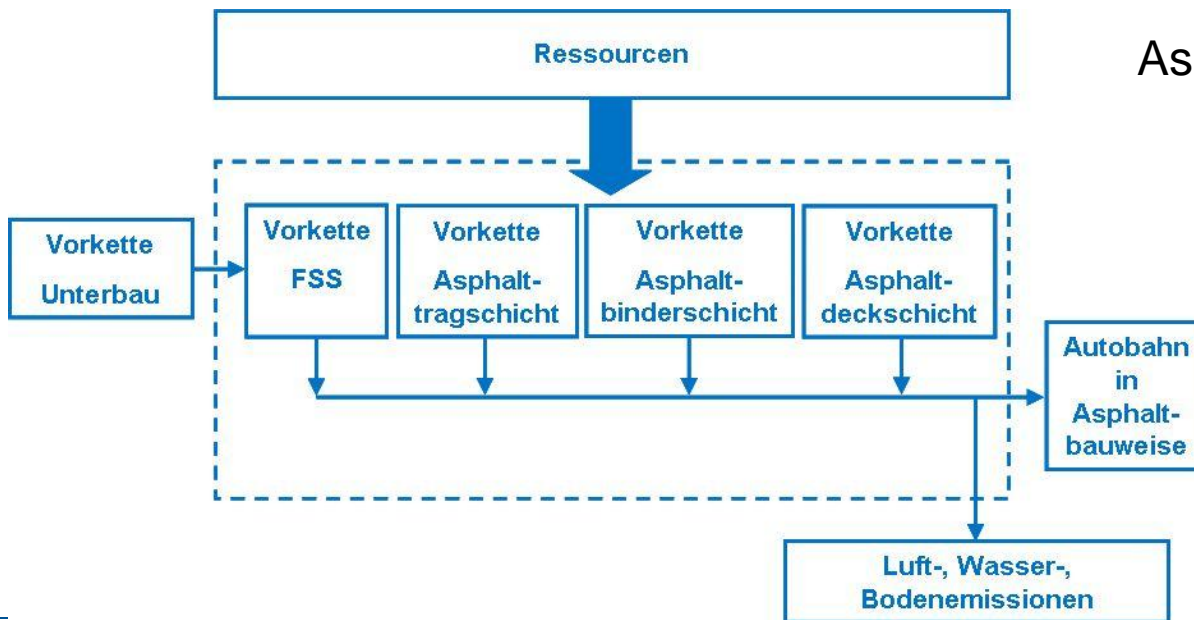 Ressourcen
As
Vorkette
Unterbau
Vorkette
FSS
Vorkette
Asphalt-
tragschicht
Vorkette
Asphalt-
binderschicht
Vorkette
Asphalt-
deckschicht
Autobahn
in
Asphalt-
bauweise
Luft-, Wasser-,
Bodenemissionen